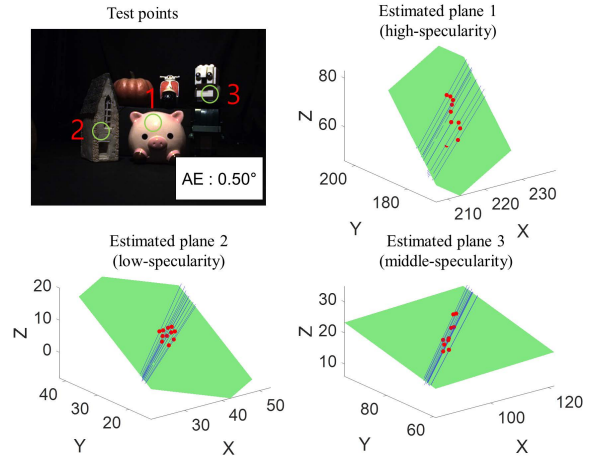 Test points
1
2
3
AE : 0.50°
Estimated plane 1
(high-specularity)
80
60
Z
200
180
Y
210
220
230
X
Estimated plane 2
(low-specularity)
20
10
0
Z
40
30
20
Y
30
40
50
X
Estimated plane 3
(middle-specularity)
30
20
10
Z
80
60
Y
100
120
X